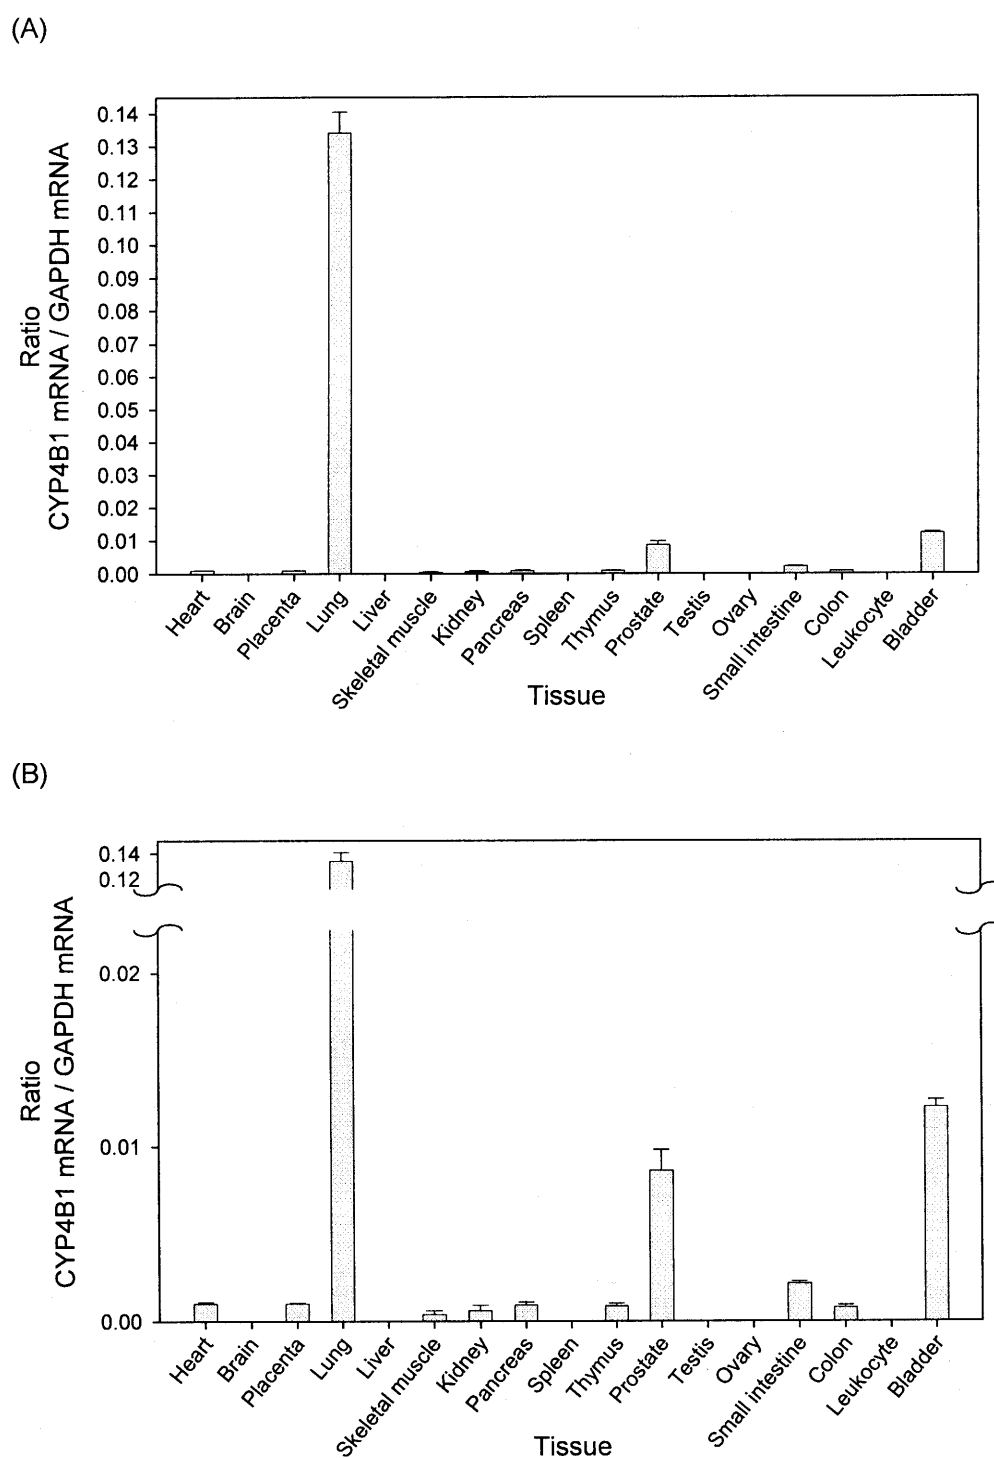 (A)
0.14
0.13
0.12
0.11
0.10
0.09
0.08
0.07
0.06
0.05
0.04
0.03
0.02
0.01
0.00
Ratio
CYP4B1 mRNA / GAPDH mRNA
Heart
Brain
Placenta
Lung
Liver
Skeletal muscle
Kidney
Pancreas
Spleen
Thymus
Prostate
Testis
Ovary
Small intestine
Colon
Leukocyte
Bladder
Tissue
(B)
0.14
0.12
0.02
0.01
0.00
Ratio
CYP4B1 mRNA / GAPDH mRNA
Heart
Brain
Placenta
Lung
Liver
Skeletal muscle
Kidney
Pancreas
Spleen
Thymus
Prostate
Testis
Ovary
Small intestine
Colon
Leukocyte
Bladder
Tissue